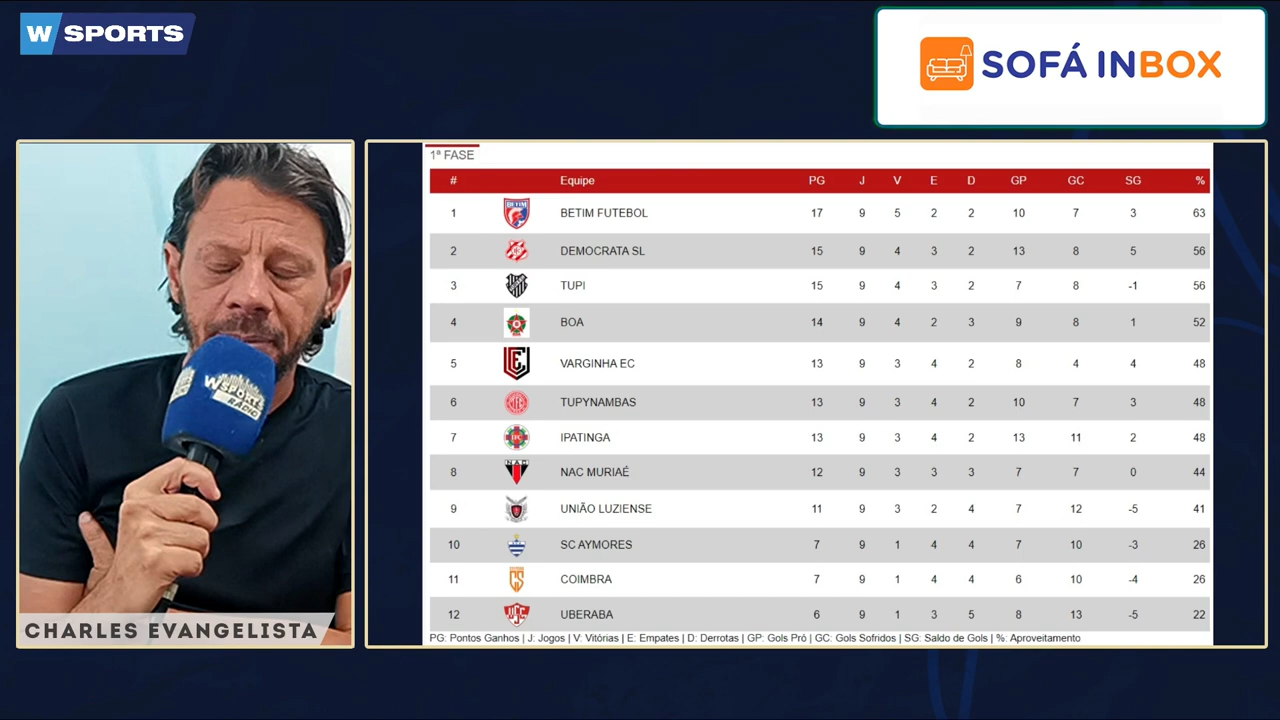 W SPORTS
SOFÁ INBOX
1ª FASE
# Equipe PG J V E D GP GC SG %
1 BETIM FUTEBOL 17 9 5 2 2 10 7 3 63
2 DEMOCRATA SL 15 9 4 3 2 13 8 5 56
3 TUPI 15 9 4 3 2 7 8 -1 56
4 BOA 14 9 4 2 3 9 8 1 52
5 VARGINHA EC 13 9 3 4 2 8 4 4 48
6 TUPYNAMBAS 13 9 3 4 2 10 7 3 48
7 IPATINGA 13 9 3 4 2 13 11 2 48
8 NAC MURIAÉ 12 9 3 3 3 7 7 0 44
9 UNIÃO LUZIENSE 11 9 3 2 4 7 12 -5 41
10 SC AYMORES 7 9 1 4 4 7 10 -3 26
11 COIMBRA 7 9 1 4 4 6 10 -4 26
12 UBERABA 6 9 1 3 5 8 13 -5 22
PG: Pontos Ganhos | J: Jogos | V: Vitórias | E: Empates | D: Derrotas | GP: Gols Pró | GC: Gols Sofridos | SG: Saldo de Gols | %: Aproveitamento
WSPORTS
RÁDIO
CHARLES EVANGELISTA